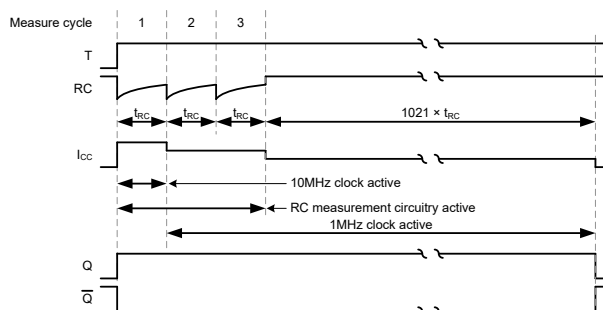 Measure cycle 1 2 3
T
RC
tRC tRC tRC 1021 × tRC
ICC
10MHz clock active
RC measurement circuitry active
1MHz clock active
Q
Q̅